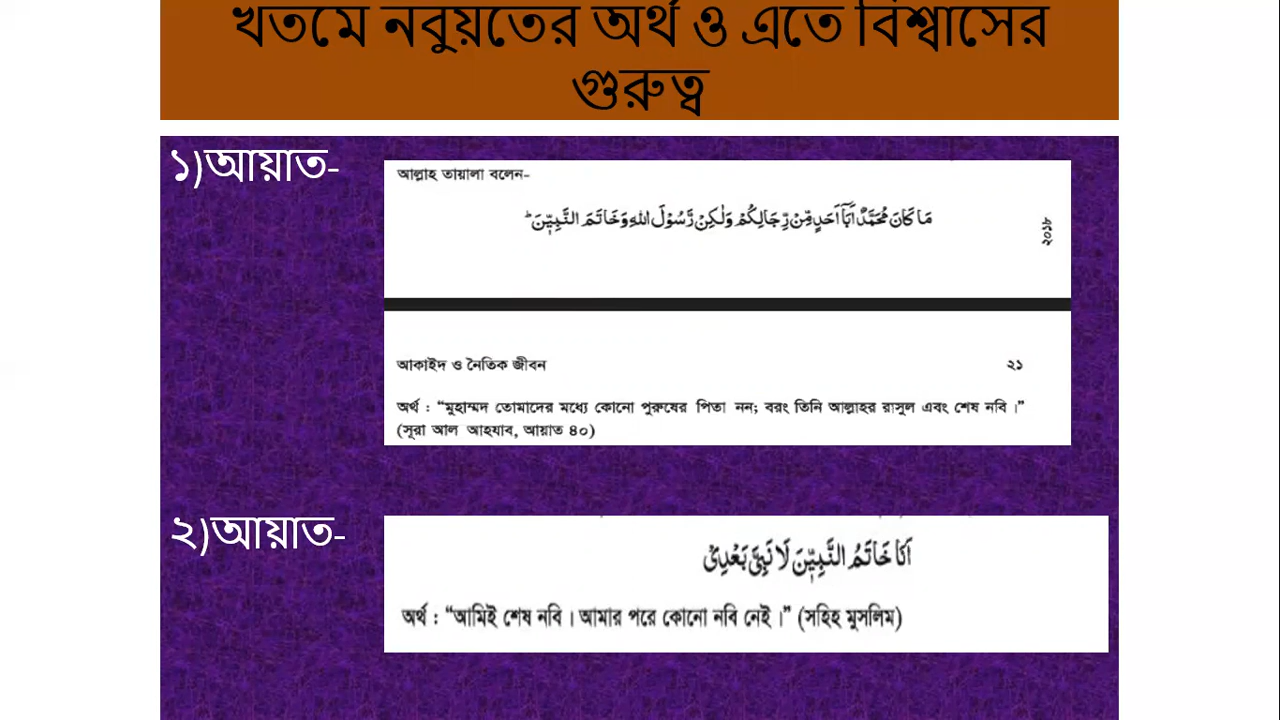 খতমে নবুয়তের অর্থ ও এতে বিশ্বাসের
গুরুত্ব
১)আয়াত-
আল্লাহ তায়ালা বলেন-
مَا كَانَ مُحَمَّدٌ اَبَآ اَحَدٍ مِّنْ رِّجَالِكُمْ وَلٰكِنْ رَّسُوْلَ اللهِ وَخَاتَمَ النَّبِيّٖنَ ؕ
২০১৮
আকাইদ ও নৈতিক জীবন ২১
অর্থ : “মুহাম্মদ তোমাদের মধ্যে কোনো পুরুষের পিতা নন; বরং তিনি আল্লাহর রাসুল এবং শেষ নবি।”
(সূরা আল আহযাব, আয়াত ৪০)
২)আয়াত-
اَنَا خَاتَمُ النَّبِيّٖنَ لَا نَبِىَّ بَعْدِىْ
অর্থ : “আমিই শেষ নবি। আমার পরে কোনো নবি নেই।” (সহিহ মুসলিম)